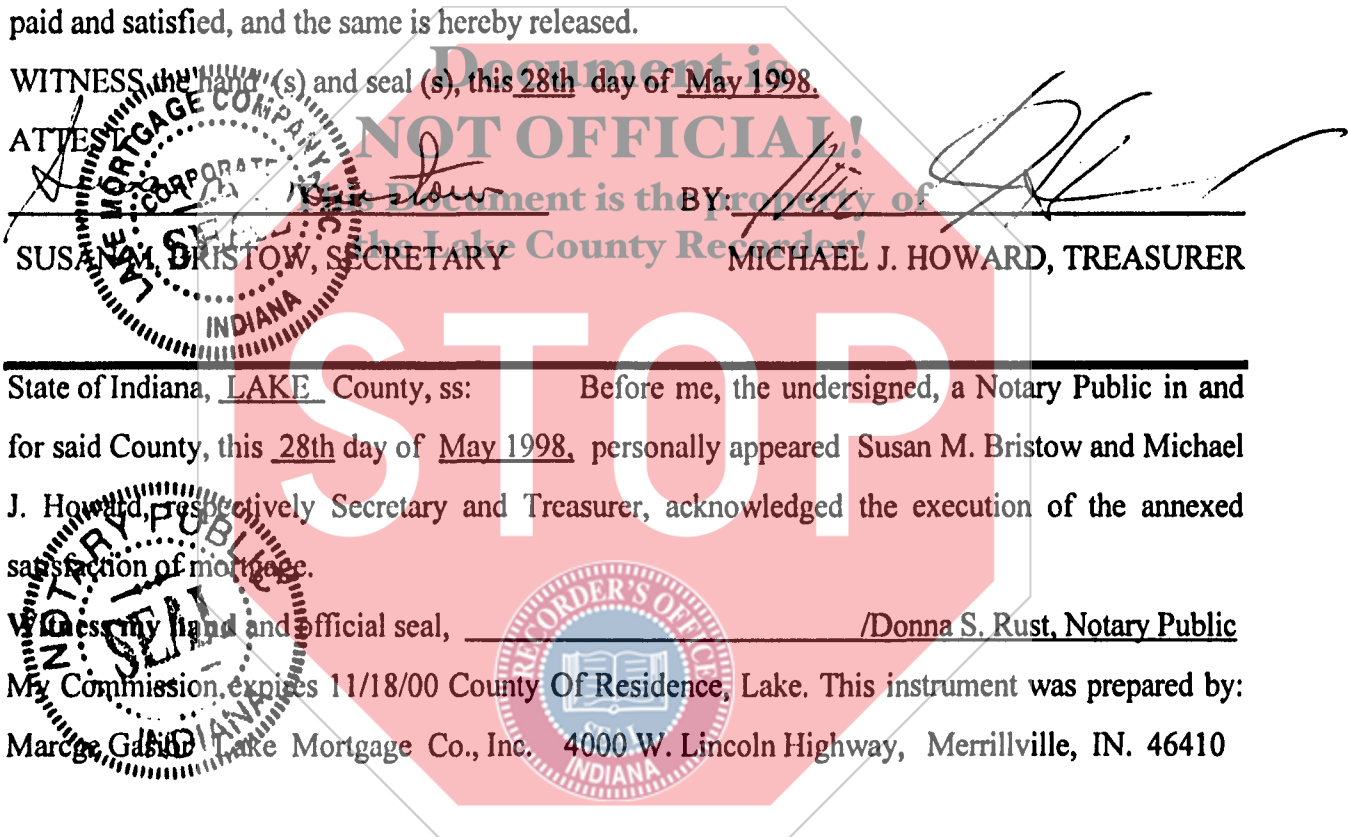 paid and satisfied, and the same is hereby released.
WITNESS the hand (s) and seal (s), this 28th day of May 1998.
ATTEST
BY:
SUSAN M. BRISTOW, SECRETARY MICHAEL J. HOWARD, TREASURER
LAKE MORTGAGE COMPANY, INC.
CORPORATE
SEAL
INDIANA
Document is
NOT OFFICIAL!
This Document is the property of
the Lake County Recorder!
STOP
State of Indiana, LAKE County, ss: Before me, the undersigned, a Notary Public in and
for said County, this 28th day of May 1998, personally appeared Susan M. Bristow and Michael
J. Howard, respectively Secretary and Treasurer, acknowledged the execution of the annexed
satisfaction of mortgage.
Witness my hand and official seal, /Donna S. Rust, Notary Public
My Commission expires 11/18/00 County Of Residence, Lake. This instrument was prepared by:
Lake Mortgage Co., Inc. 4000 W. Lincoln Highway, Merrillville, IN. 46410
NOTARY PUBLIC
SEAL
INDIANA
RECORDER'S OFFICE
SEAL
INDIANA